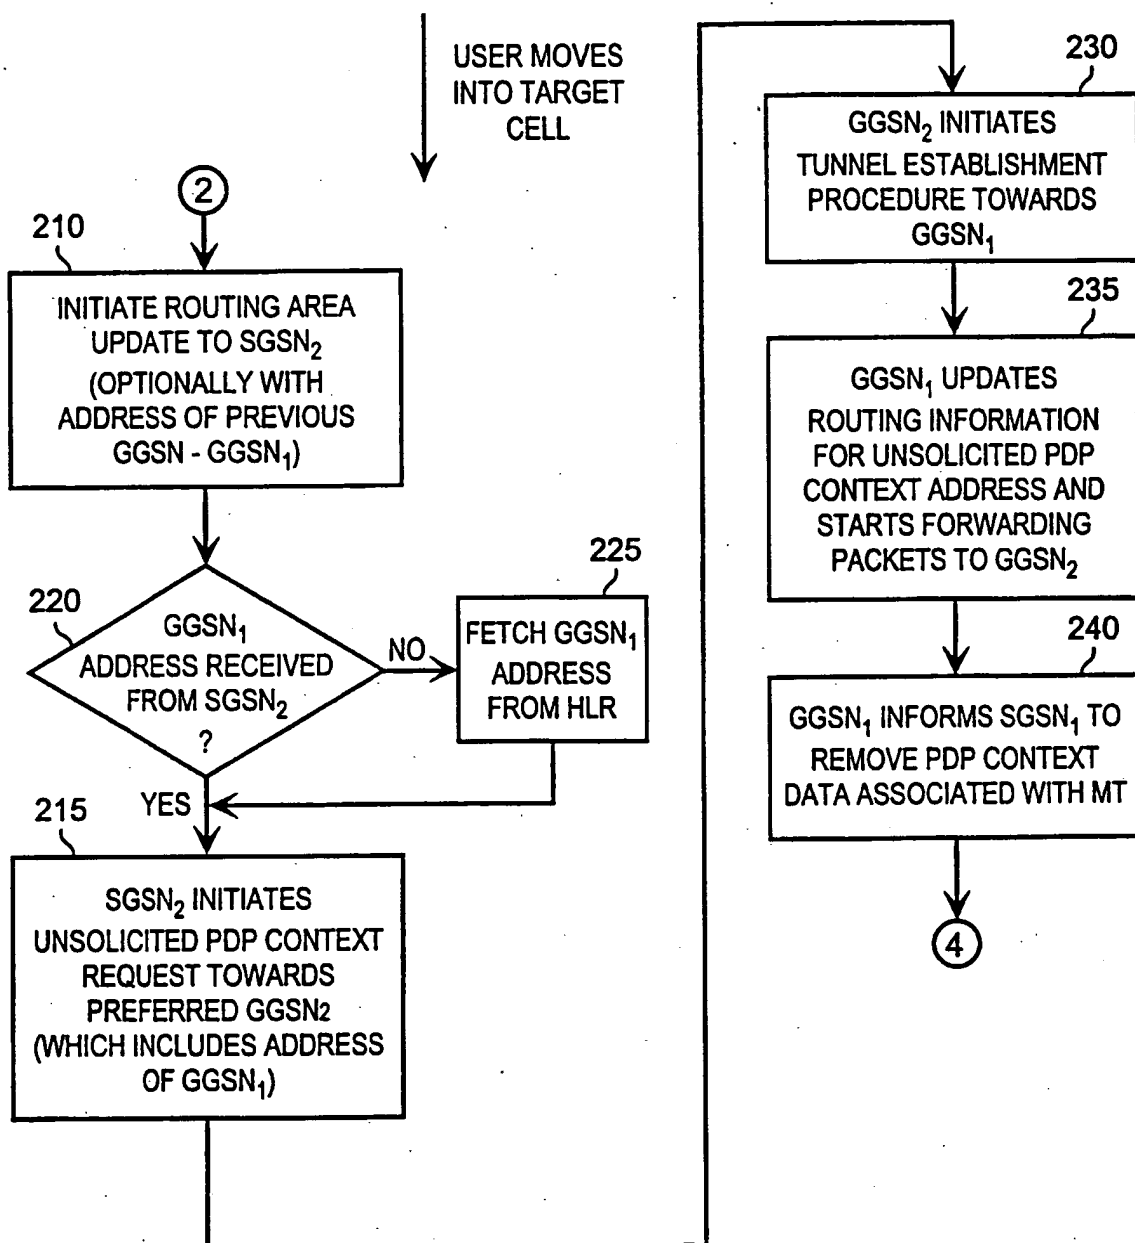 USER MOVES
INTO TARGET
CELL
2
210
INITIATE ROUTING AREA
UPDATE TO SGSN₂
(OPTIONALLY WITH
ADDRESS OF PREVIOUS
GGSN - GGSN₁)
220
GGSN₁
ADDRESS RECEIVED
FROM SGSN₂
?
NO
YES
225
FETCH GGSN₁
ADDRESS
FROM HLR
215
SGSN₂ INITIATES
UNSOLICITED PDP CONTEXT
REQUEST TOWARDS
PREFERRED GGSN2
(WHICH INCLUDES ADDRESS
OF GGSN₁)
230
GGSN₂ INITIATES
TUNNEL ESTABLISHMENT
PROCEDURE TOWARDS
GGSN₁
235
GGSN₁ UPDATES
ROUTING INFORMATION
FOR UNSOLICITED PDP
CONTEXT ADDRESS AND
STARTS FORWARDING
PACKETS TO GGSN₂
240
GGSN₁ INFORMS SGSN₁ TO
REMOVE PDP CONTEXT
DATA ASSOCIATED WITH MT
4